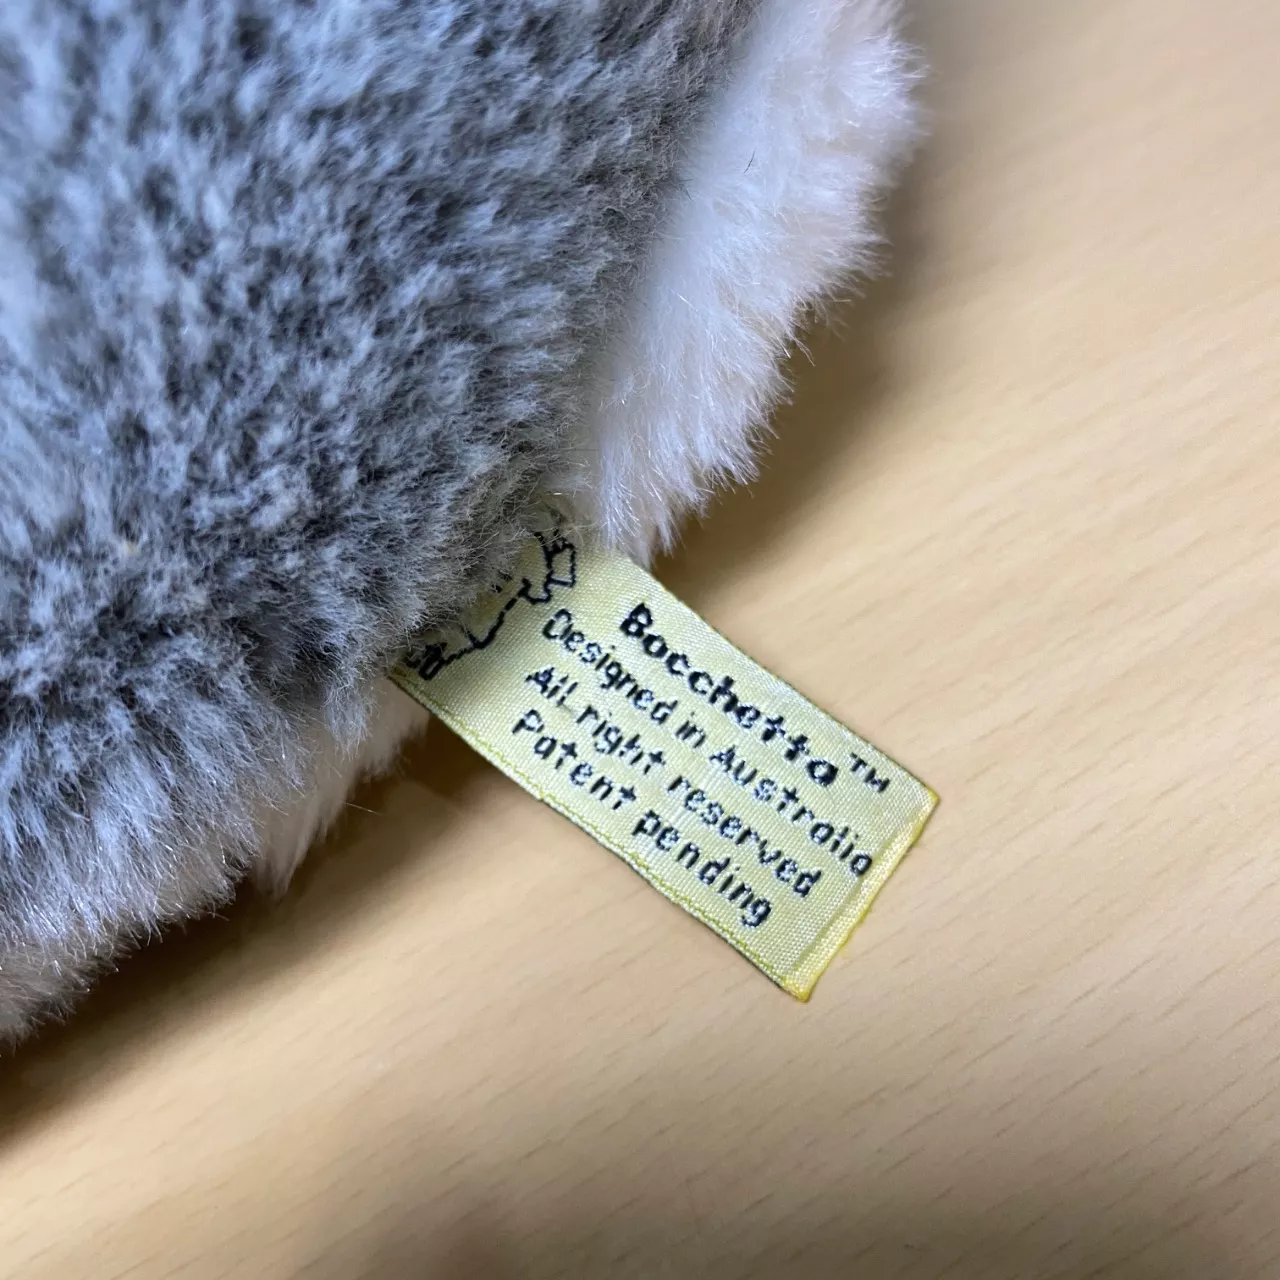 Bocchetta™
Designed in Australia
All right reserved
Patent pending